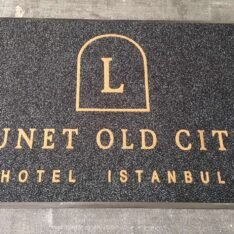 L
UNET OLD CIT
HOTEL ISTANBUL